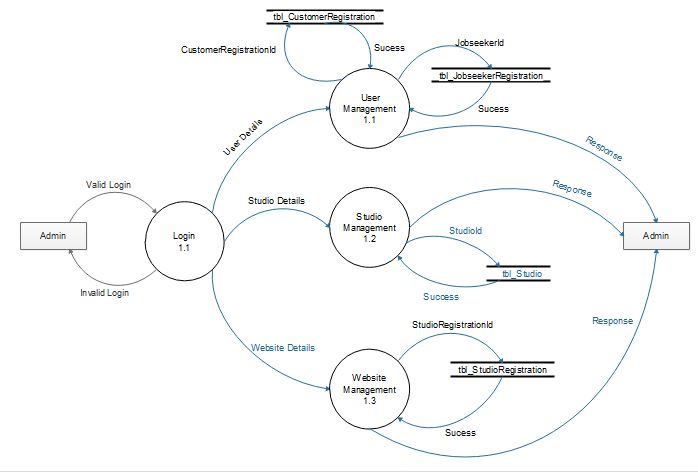 tbl_CustomerRegistration
CustomerRegistrationId
Sucess
JobseekerId
tbl_JobseekerRegistration
Sucess
User
Management
1.1
User Details
Response
Valid Login
Studio Details
Response
Admin
Login
1.1
Studio
Management
1.2
StudioId
Admin
tbl_Studio
Success
Invalid Login
Website Details
StudioRegistrationId
Response
tbl_StudioRegistration
Website
Management
1.3
Sucess